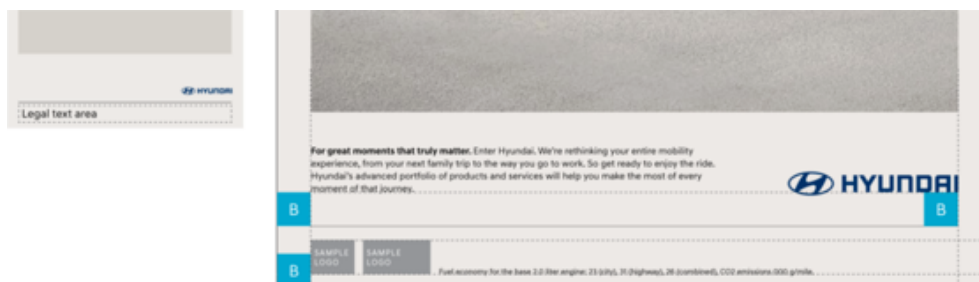 HYUNDAI
Legal text area
For great moments that truly matter. Enter Hyundai. We're rethinking your entire mobility
experience, from your next family trip to the way you go to work. So get ready to enjoy the ride.
Hyundai's advanced portfolio of products and services will help you make the most of every
moment of that journey.
HYUNDAI
B
B
SAMPLE
LOGO
SAMPLE
LOGO
B
Fuel economy for the base 2.0 liter engine: 23 (city), 31 (highway), 26 (combined), CO2 emissions 000 g/mile.